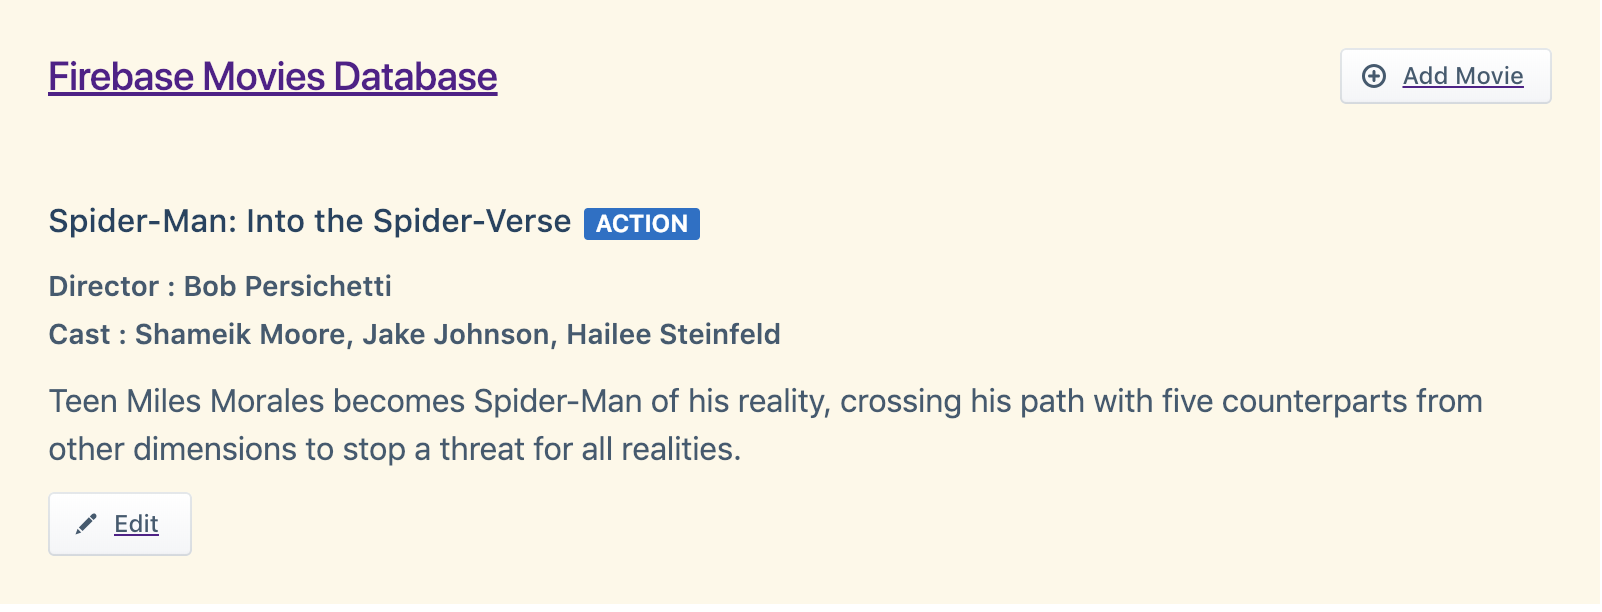 Firebase Movies Database
Add Movie
Spider-Man: Into the Spider-Verse ACTION
Director : Bob Persichetti
Cast : Shameik Moore, Jake Johnson, Hailee Steinfeld
Teen Miles Morales becomes Spider-Man of his reality, crossing his path with five counterparts from
other dimensions to stop a threat for all realities.
Edit